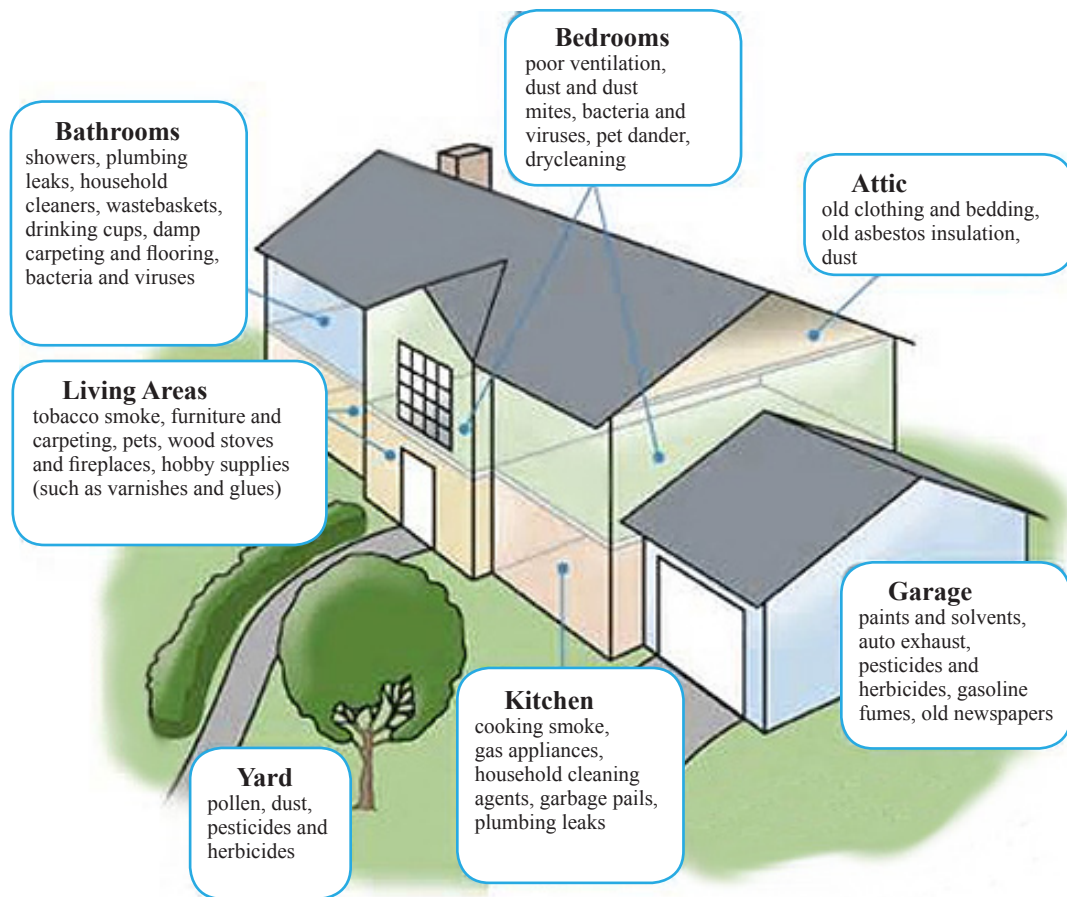 Bedrooms
poor ventilation,
dust and dust
mites, bacteria and
viruses, pet dander,
drycleaning
Bathrooms
showers, plumbing
leaks, household
cleaners, wastebaskets,
drinking cups, damp
carpeting and flooring,
bacteria and viruses
Attic
old clothing and bedding,
old asbestos insulation,
dust
Living Areas
tobacco smoke, furniture and
carpeting, pets, wood stoves
and fireplaces, hobby supplies
(such as varnishes and glues)
Garage
paints and solvents,
auto exhaust,
pesticides and
herbicides, gasoline
fumes, old newspapers
Kitchen
cooking smoke,
gas appliances,
household cleaning
agents, garbage pails,
plumbing leaks
Yard
pollen, dust,
pesticides and
herbicides